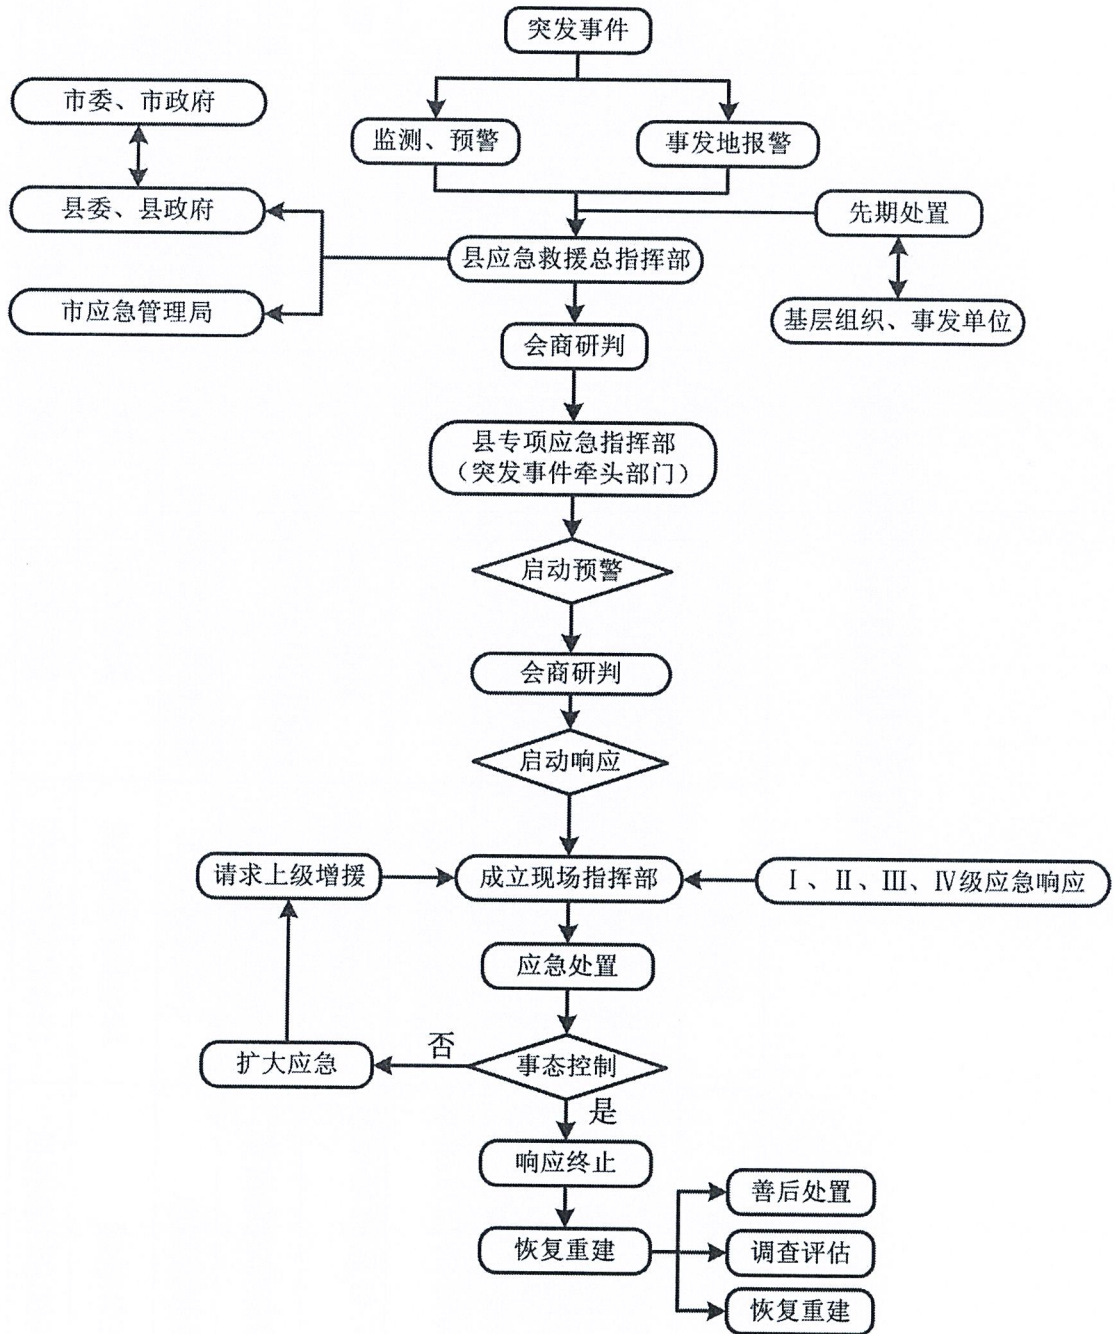 突发事件
市委、市政府
监测、预警
事发地报警
县委、县政府
先期处置
县应急救援总指挥部
市应急管理局
基层组织、事发单位
会商研判
县专项应急指挥部
（突发事件牵头部门）
启动预警
会商研判
启动响应
请求上级增援
成立现场指挥部
Ⅰ、Ⅱ、Ⅲ、Ⅳ级应急响应
应急处置
否
扩大应急
事态控制
是
响应终止
善后处置
恢复重建
调查评估
恢复重建